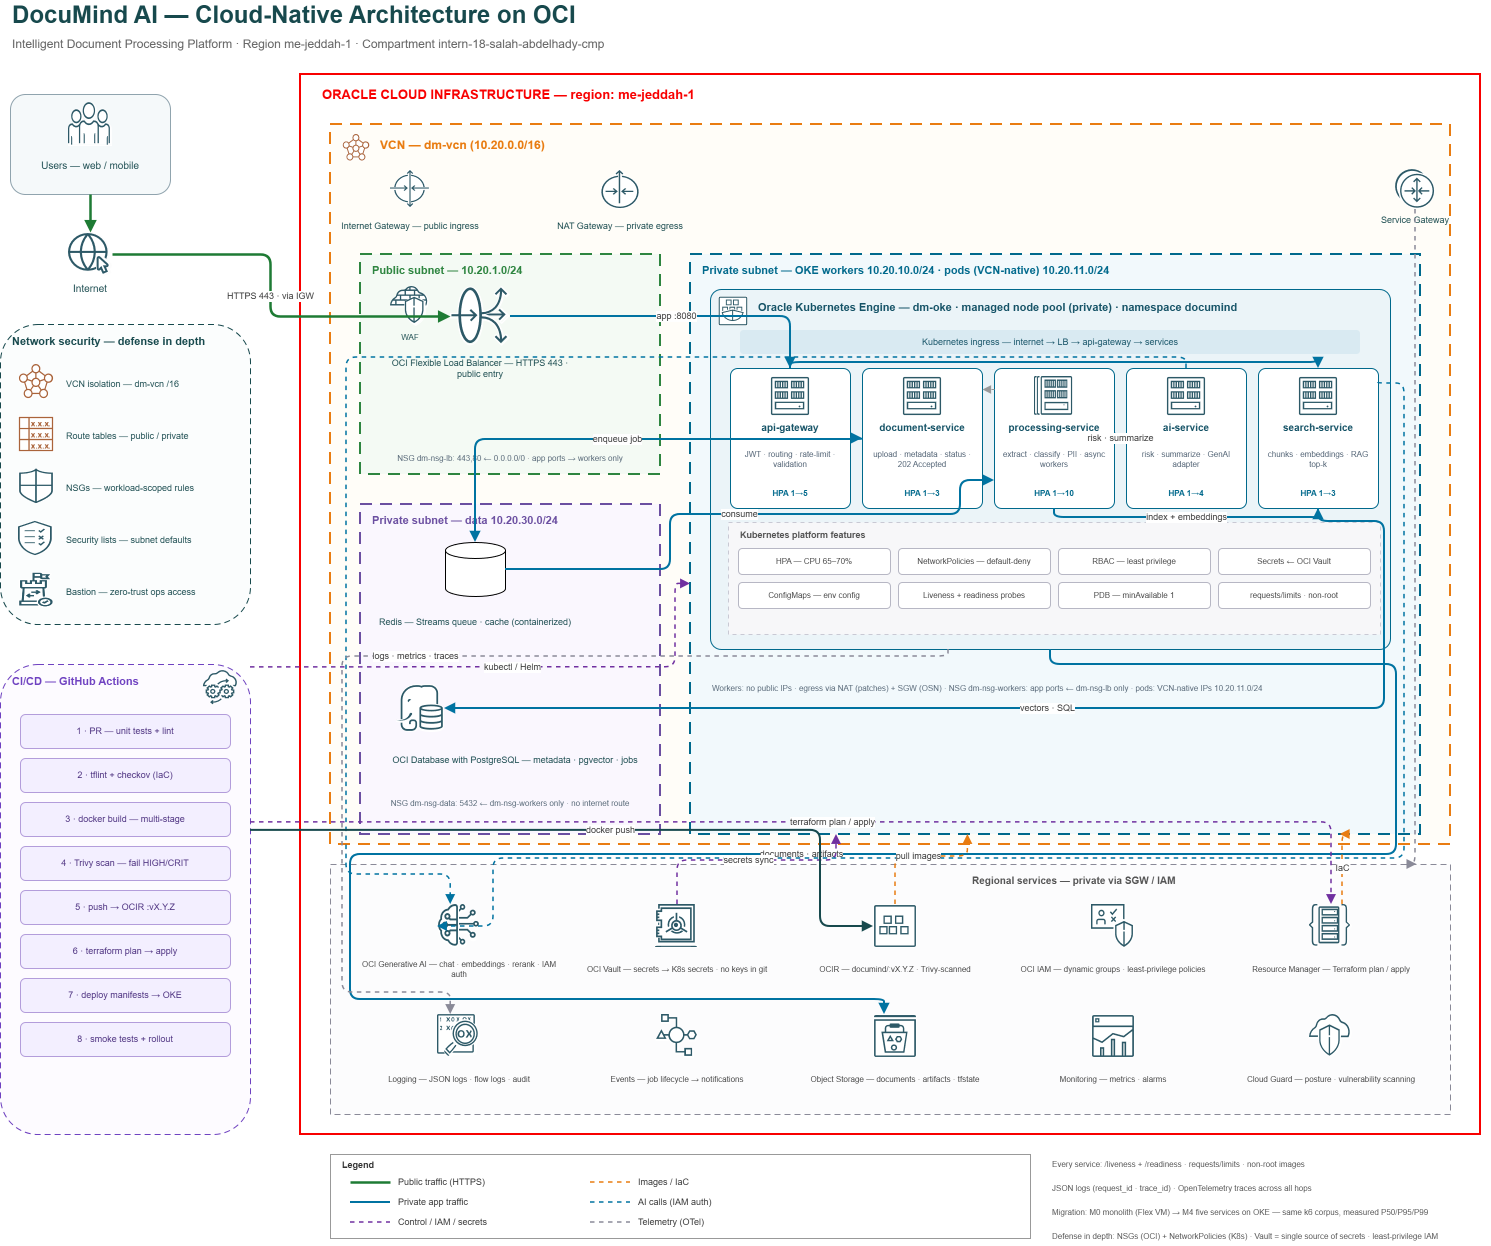 DocuMind AI — Cloud-Native Architecture on OCI
Intelligent Document Processing Platform · Region me-jeddah-1 · Compartment intern-18-salah-abdelhady-cmp
Users — web / mobile
Internet
HTTPS 443 · via IGW
Network security — defense in depth
VCN isolation — dm-vcn /16
x.x.x.
x.x.x.
x.x.x.
Route tables — public / private
NSGs — workload-scoped rules
Security lists — subnet defaults
Bastion — zero-trust ops access
CI/CD — GitHub Actions
1 · PR — unit tests + lint
2 · tflint + checkov (IaC)
3 · docker build — multi-stage
4 · Trivy scan — fail HIGH/CRIT
5 · push → OCIR :vX.Y.Z
6 · terraform plan → apply
7 · deploy manifests → OKE
8 · smoke tests + rollout
ORACLE CLOUD INFRASTRUCTURE — region: me-jeddah-1
VCN — dm-vcn (10.20.0.0/16)
Internet Gateway — public ingress
NAT Gateway — private egress
Service Gateway
Public subnet — 10.20.1.0/24
WAF
OCI Flexible Load Balancer — HTTPS 443 ·
public entry
NSG dm-nsg-lb: 443,80 ← 0.0.0.0/0 · app ports → workers only
app :8080
enqueue job
Private subnet — OKE workers 10.20.10.0/24 · pods (VCN-native) 10.20.11.0/24
Oracle Kubernetes Engine — dm-oke · managed node pool (private) · namespace documind
Kubernetes ingress — internet → LB → api-gateway → services
api-gateway
JWT · routing · rate-limit ·
validation
HPA 1→5
document-service
upload · metadata · status ·
202 Accepted
HPA 1→3
processing-service
extract · classify · PII · async
workers
HPA 1→10
risk · summarize
ai-service
risk · summarize · GenAI
adapter
HPA 1→4
search-service
chunks · embeddings · RAG
top-k
HPA 1→3
consume
index + embeddings
Kubernetes platform features
HPA — CPU 65–70%
NetworkPolicies — default-deny
RBAC — least privilege
Secrets ← OCI Vault
ConfigMaps — env config
Liveness + readiness probes
PDB — minAvailable 1
requests/limits · non-root
Workers: no public IPs · egress via NAT (patches) + SGW (OSN) · NSG dm-nsg-workers: app ports ← dm-nsg-lb only · pods: VCN-native IPs 10.20.11.0/24
vectors · SQL
Private subnet — data 10.20.30.0/24
Redis — Streams queue · cache (containerized)
logs · metrics · traces
kubectl / Helm
OCI Database with PostgreSQL — metadata · pgvector · jobs
NSG dm-nsg-data: 5432 ← dm-nsg-workers only · no internet route
terraform plan / apply
docker push
documents · artifacts
secrets sync
pull images
IaC
Regional services — private via SGW / IAM
OCI Generative AI — chat · embeddings · rerank · IAM
auth
OCI Vault — secrets → K8s secrets · no keys in git
OCIR — documind/:vX.Y.Z · Trivy-scanned
OCI IAM — dynamic groups · least-privilege policies
Resource Manager — Terraform plan / apply
Logging — JSON logs · flow logs · audit
Events — job lifecycle → notifications
Object Storage — documents · artifacts · tfstate
Monitoring — metrics · alarms
Cloud Guard — posture · vulnerability scanning
Legend
Public traffic (HTTPS)
Private app traffic
Control / IAM / secrets
Images / IaC
AI calls (IAM auth)
Telemetry (OTel)
Every service: /liveness + /readiness · requests/limits · non-root images
JSON logs (request_id · trace_id) · OpenTelemetry traces across all hops
Migration: M0 monolith (Flex VM) → M4 five services on OKE — same k6 corpus, measured P50/P95/P99
Defense in depth: NSGs (OCI) + NetworkPolicies (K8s) · Vault = single source of secrets · least-privilege IAM